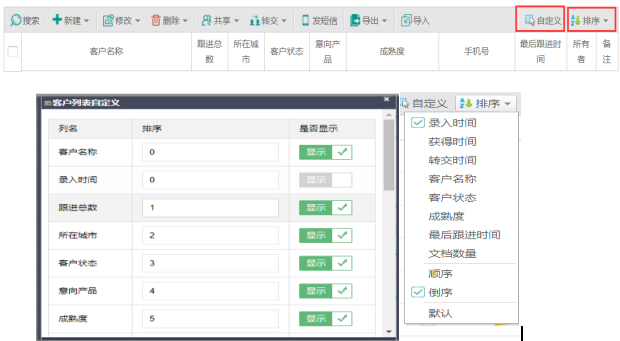 搜索 新建 修改 删除 共享 转交 发短信 导出 导入 自定义 排序
客户名称 跟进总数 所在城市 客户状态 意向产品 成熟度 手机号 最后跟进时间 所有者 备注
客户列表自定义 ×
列名 排序 是否显示
客户名称 0 显示
录入时间 0 显示
跟进总数 1 显示
所在城市 2 显示
客户状态 3 显示
意向产品 4 显示
成熟度 5 显示
自定义 排序
录入时间
获得时间
转交时间
客户名称
客户状态
成熟度
最后跟进时间
文档数量
顺序
倒序
默认